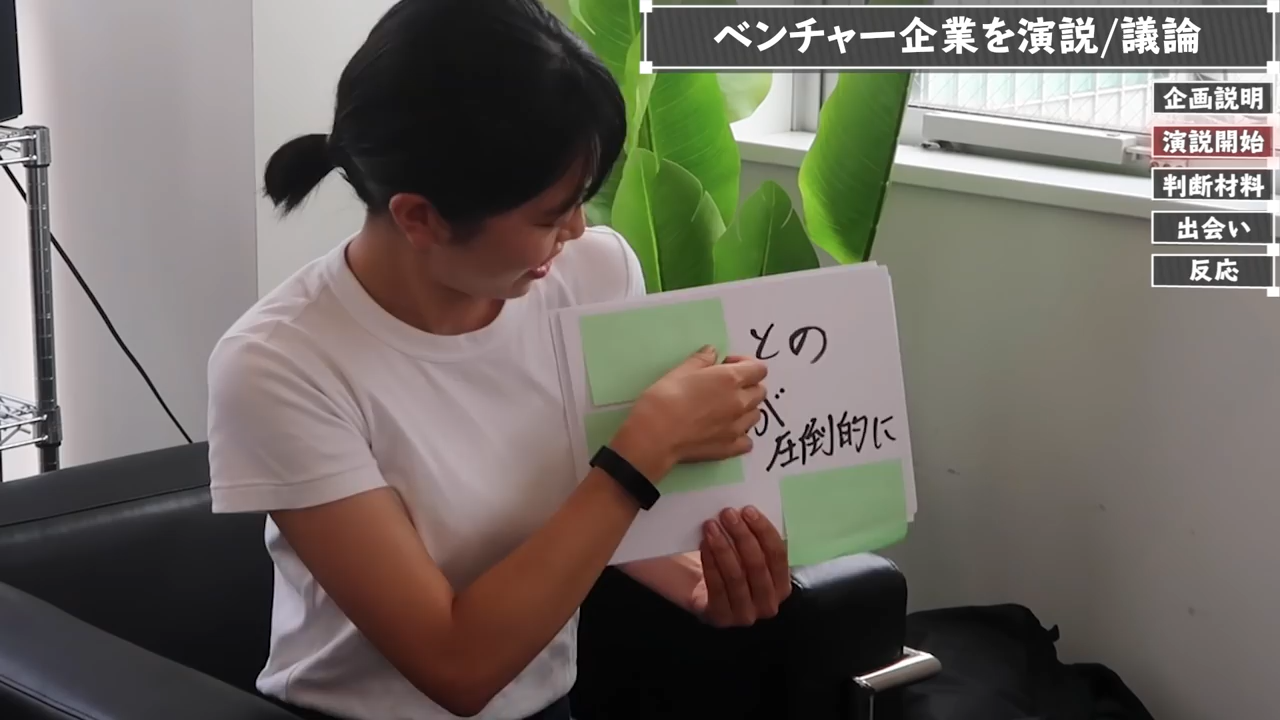 ベンチャー企業を演説/議論
企画説明
演説開始
判断材料
出会い
反応
との
が
圧倒的に